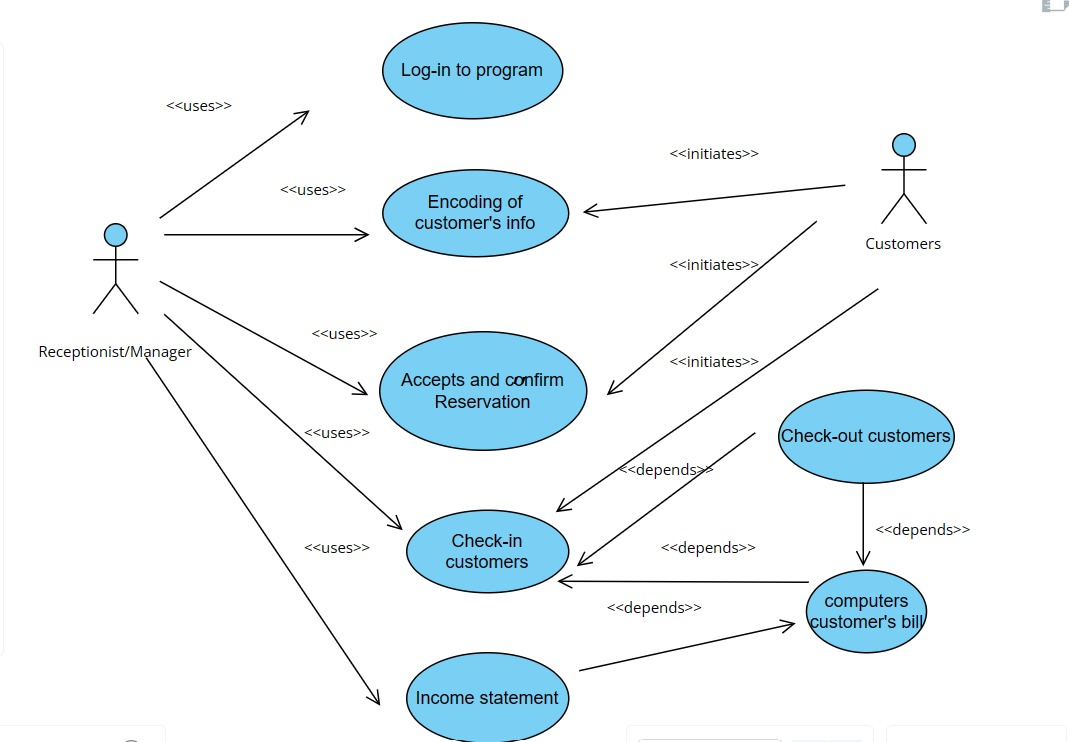 Log-in to program
<<uses>>
<<initiates>>
<<uses>>
Encoding of
customer's info
Customers
<<initiates>>
<<uses>>
Receptionist/Manager
<<initiates>>
Accepts and confirm
Reservation
<<uses>>
Check-out customers
<<depends>>
<<depends>>
Check-in
customers
<<uses>>
<<depends>>
computers
customer's bill
<<depends>>
Income statement